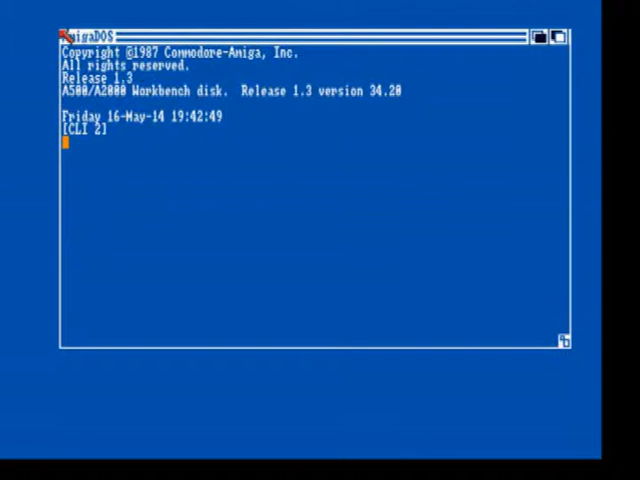 AmigaDOS
Copyright ©1987 Commodore-Amiga, Inc.
All rights reserved.
Release 1.3
A500/A2000 Workbench disk.  Release 1.3 version 34.20
Friday 16-May-14 19:42:49
[CLI 2]